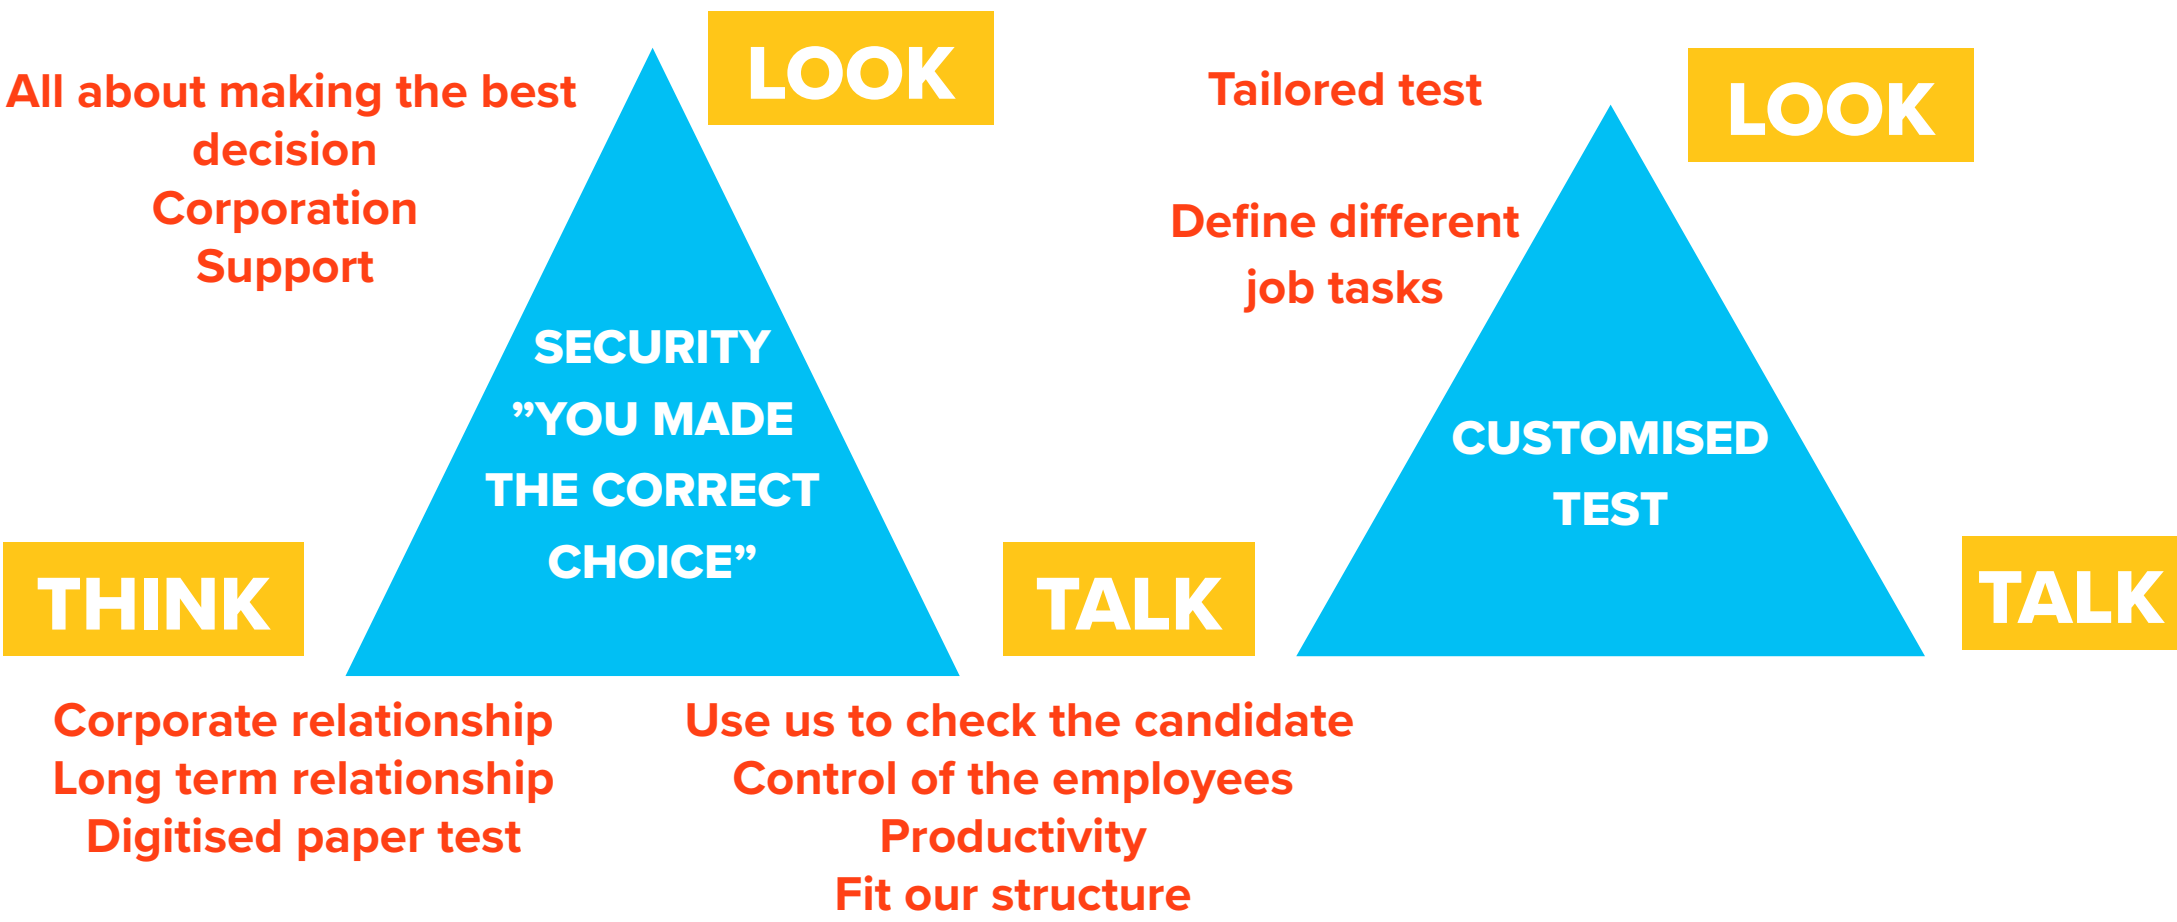 LOOK
All about making the best
decision
Corporation
Support
SECURITY
”YOU MADE
THE CORRECT
CHOICE”
THINK
TALK
Corporate relationship
Long term relationship
Digitised paper test
Use us to check the candidate
Control of the employees
Productivity
Fit our structure
Tailored test
LOOK
Define different
job tasks
CUSTOMISED
TEST
TALK